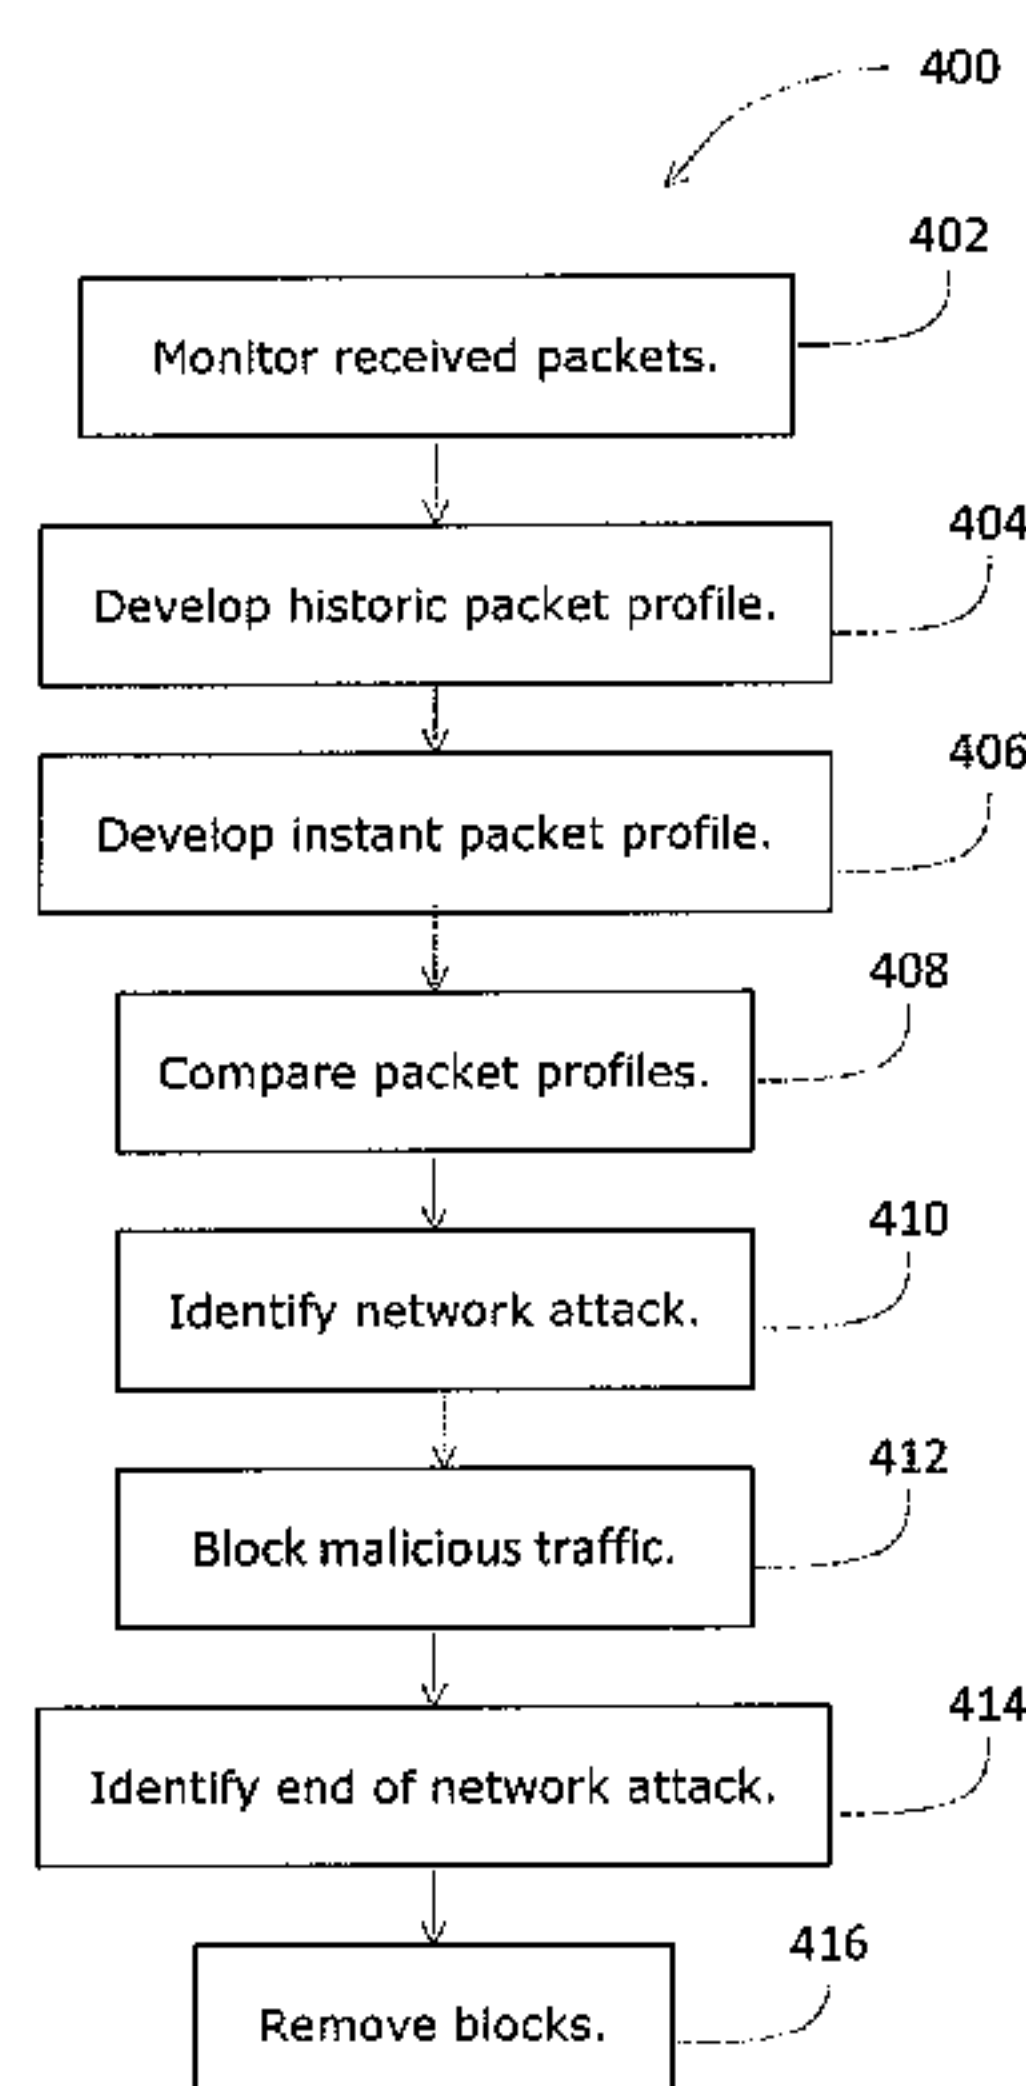 400
402
Monitor received packets.
404
Develop historic packet profile.
406
Develop instant packet profile.
408
Compare packet profiles.
410
Identify network attack.
412
Block malicious traffic.
414
Identify end of network attack.
416
Remove blocks.